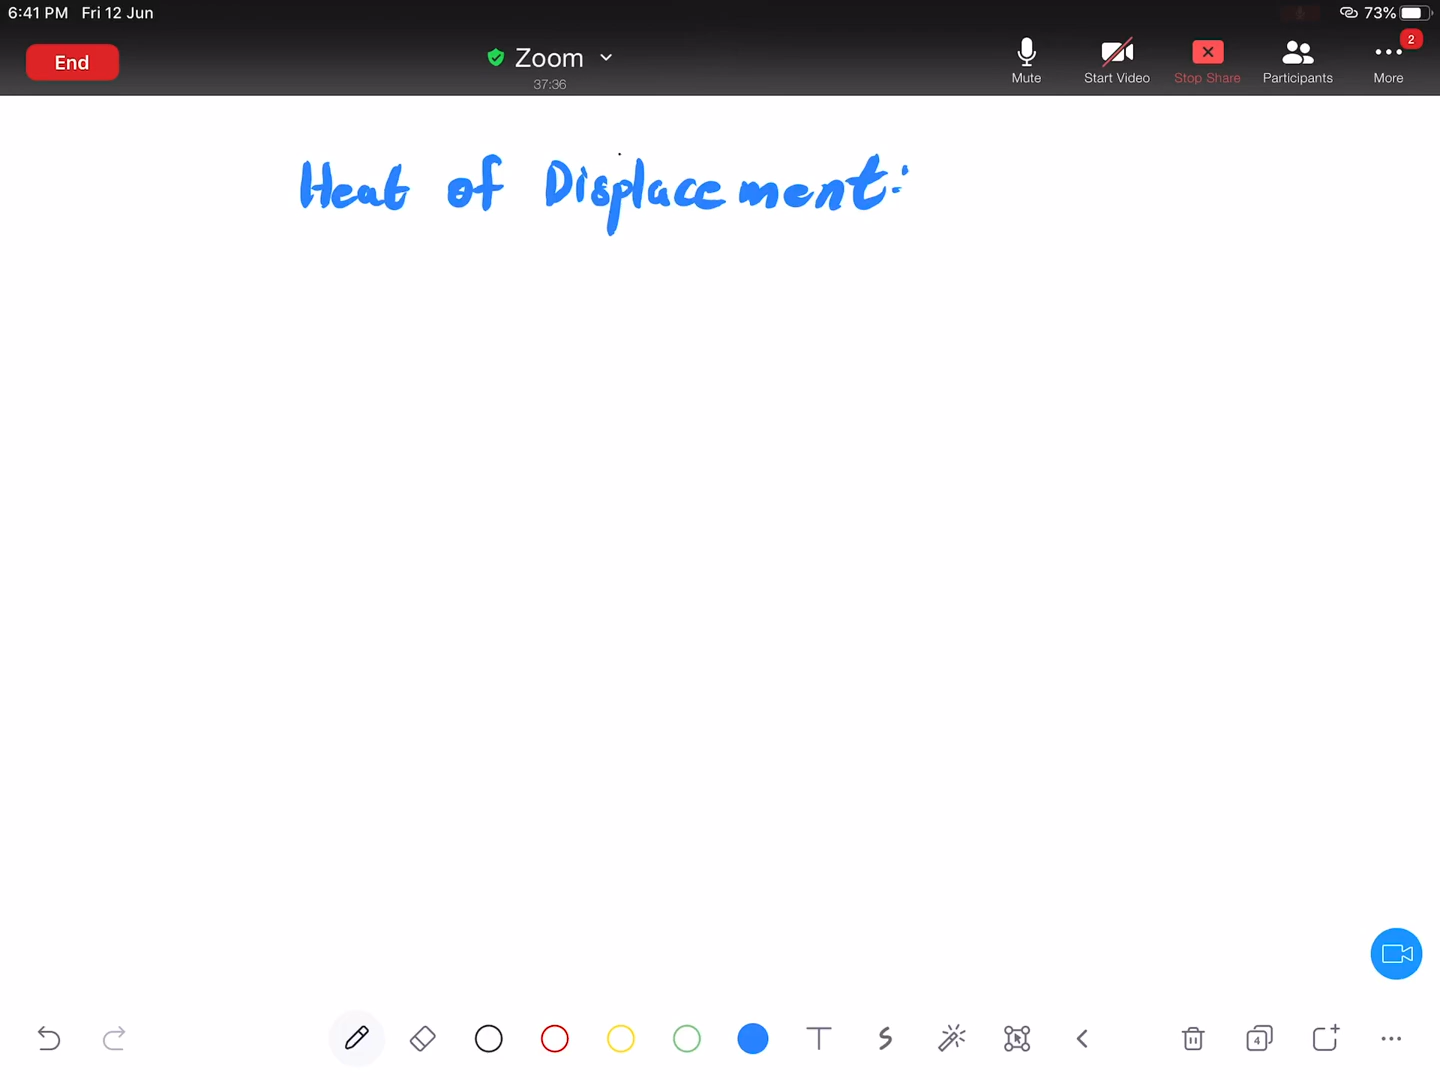 6:41 PM Fri 12 Jun 73%
End Zoom Mute Start Video Stop Share Participants More 2
37:36
Heat of Displacement:
T 4